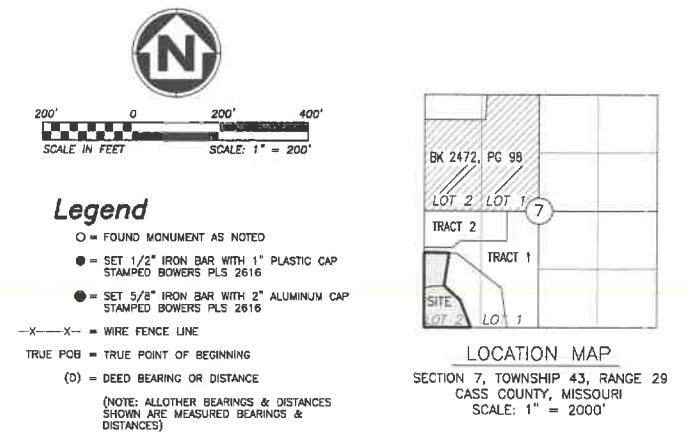 N
200' 0 200' 400'
SCALE IN FEET SCALE: 1" = 200'
Legend
O = FOUND MONUMENT AS NOTED
● = SET 1/2" IRON BAR WITH 1" PLASTIC CAP
STAMPED BOWERS PLS 2616
● = SET 5/8" IRON BAR WITH 2" ALUMINUM CAP
STAMPED BOWERS PLS 2616
—X——X— = WIRE FENCE LINE
TRUE POB = TRUE POINT OF BEGINNING
(D) = DEED BEARING OR DISTANCE
(NOTE: ALLOTHER BEARINGS & DISTANCES
SHOWN ARE MEASURED BEARINGS &
DISTANCES)
BK 2472, PG 98
LOT 2 LOT 1
7
TRACT 2
TRACT 1
SITE
LOT 2 LOT 1
LOCATION MAP
SECTION 7, TOWNSHIP 43, RANGE 29
CASS COUNTY, MISSOURI
SCALE: 1" = 2000'